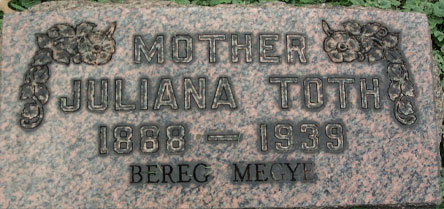 MOTHER
JULIANA TOTH
1888 — 1939
BEREG MEGYE